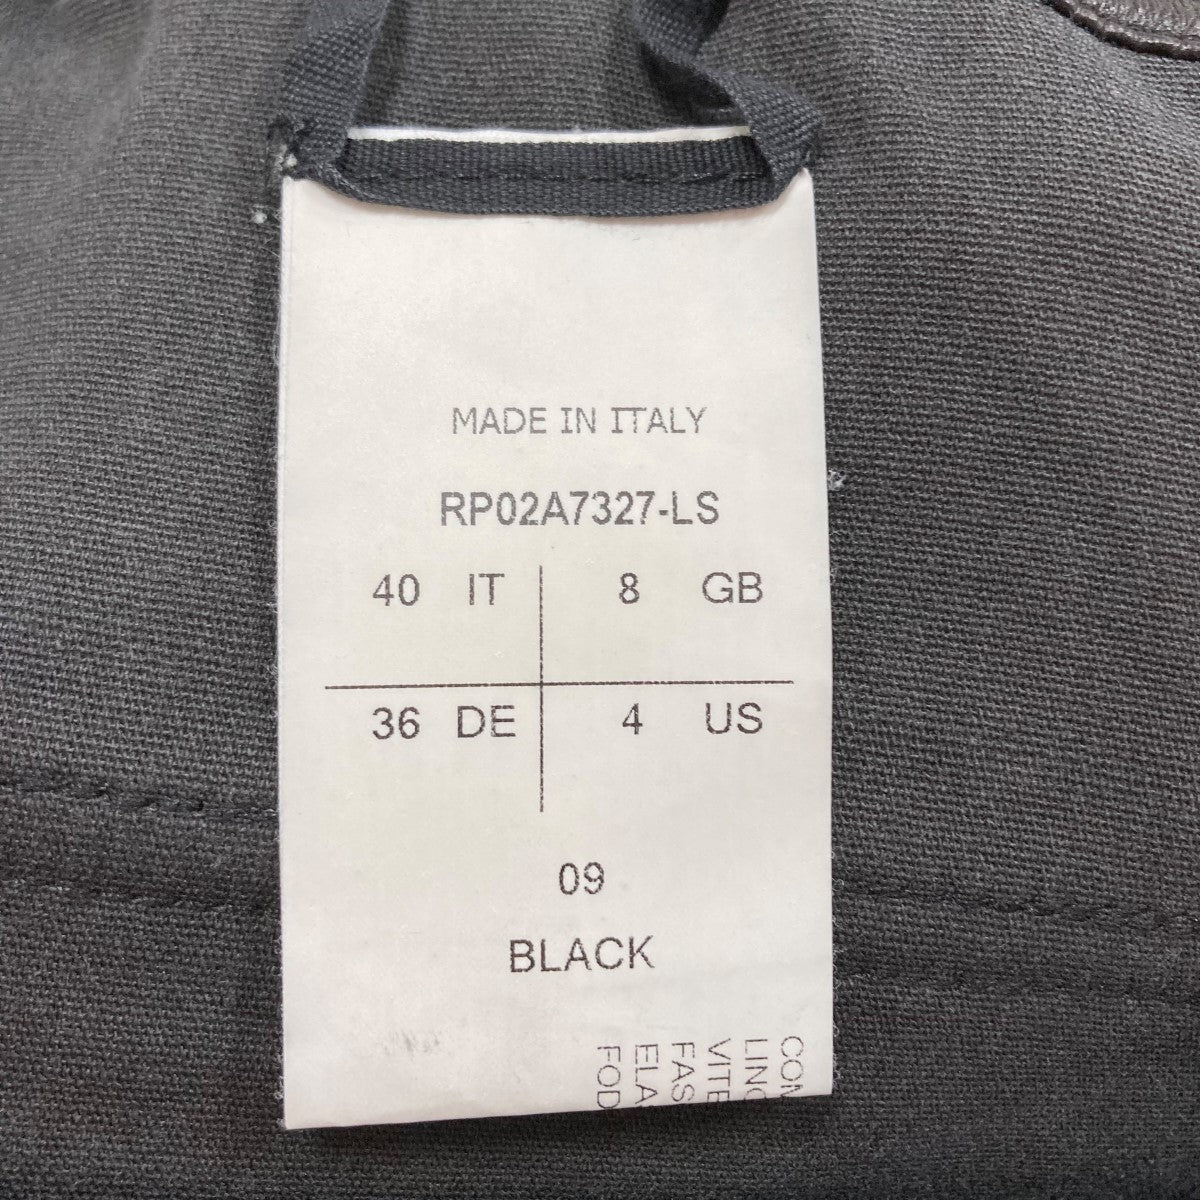 MADE IN ITALY
RP02A7327-LS
40 IT 8 GB
36 DE 4 US
09
BLACK